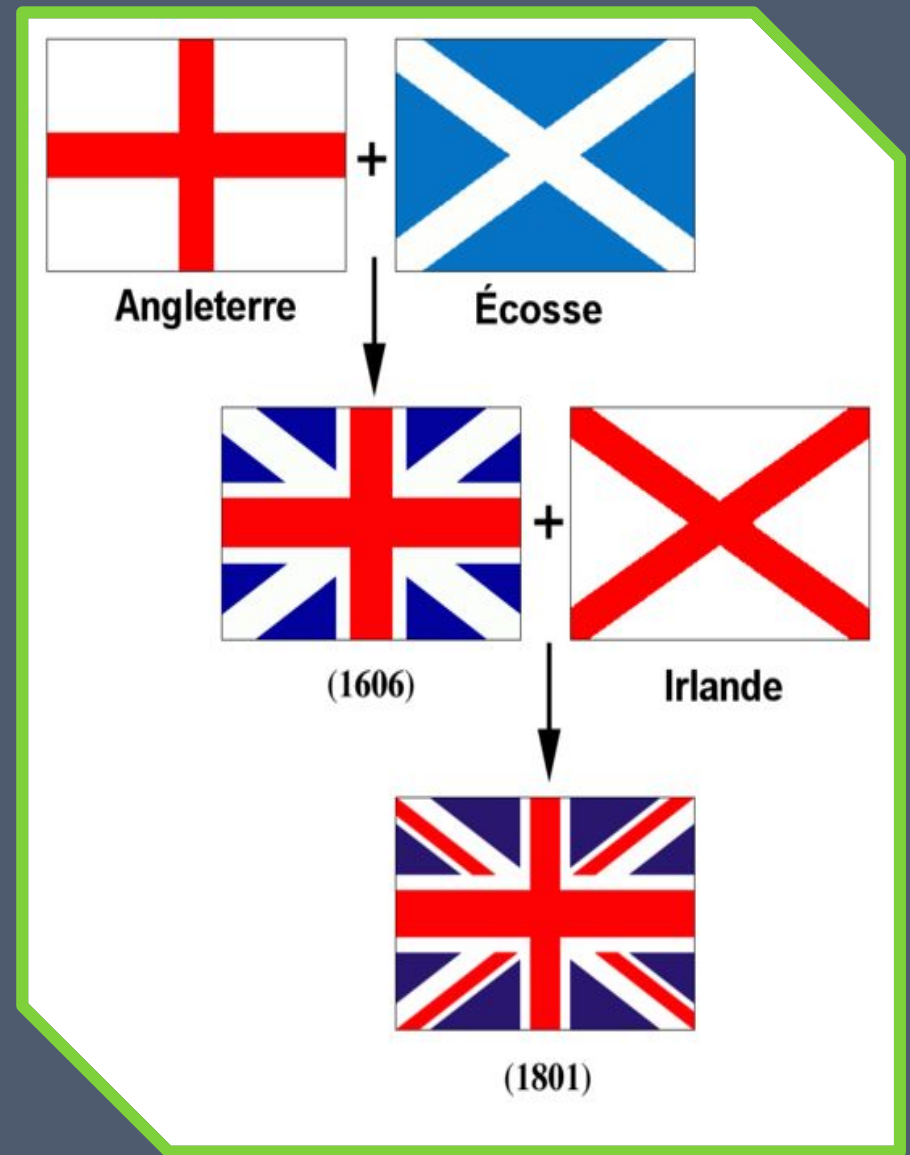 +
Angleterre
Écosse
+
(1606)
Irlande
(1801)